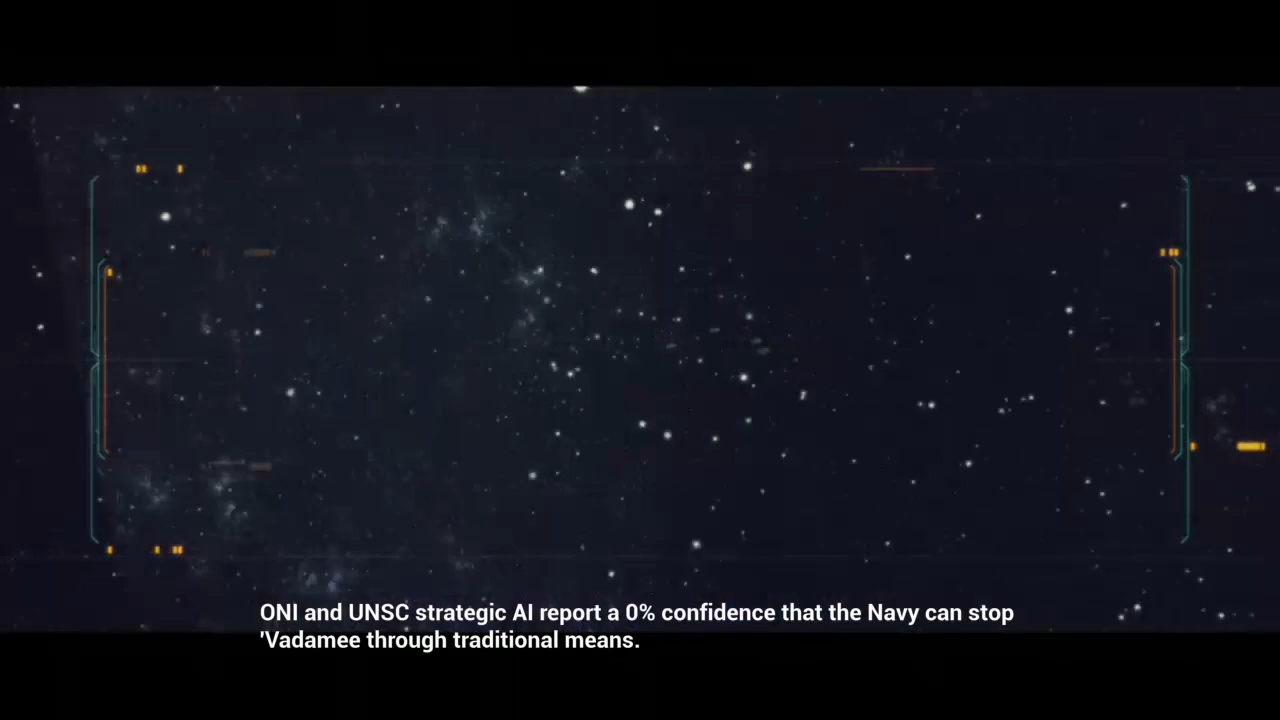 ONI and UNSC strategic AI report a 0% confidence that the Navy can stop
'Vadamee through traditional means.